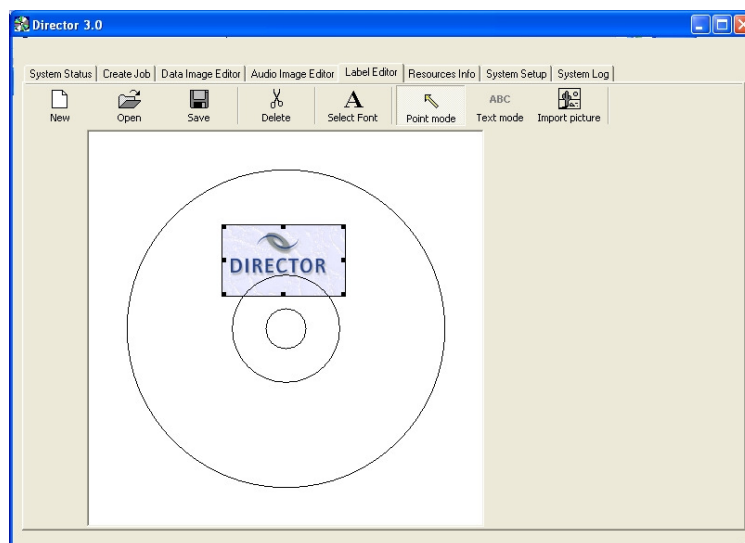 Director 3.0
System Status Create Job Data Image Editor Audio Image Editor Label Editor Resources Info System Setup System Log
New Open Save Delete Select Font Point mode Text mode Import picture
A ABC
DIRECTOR